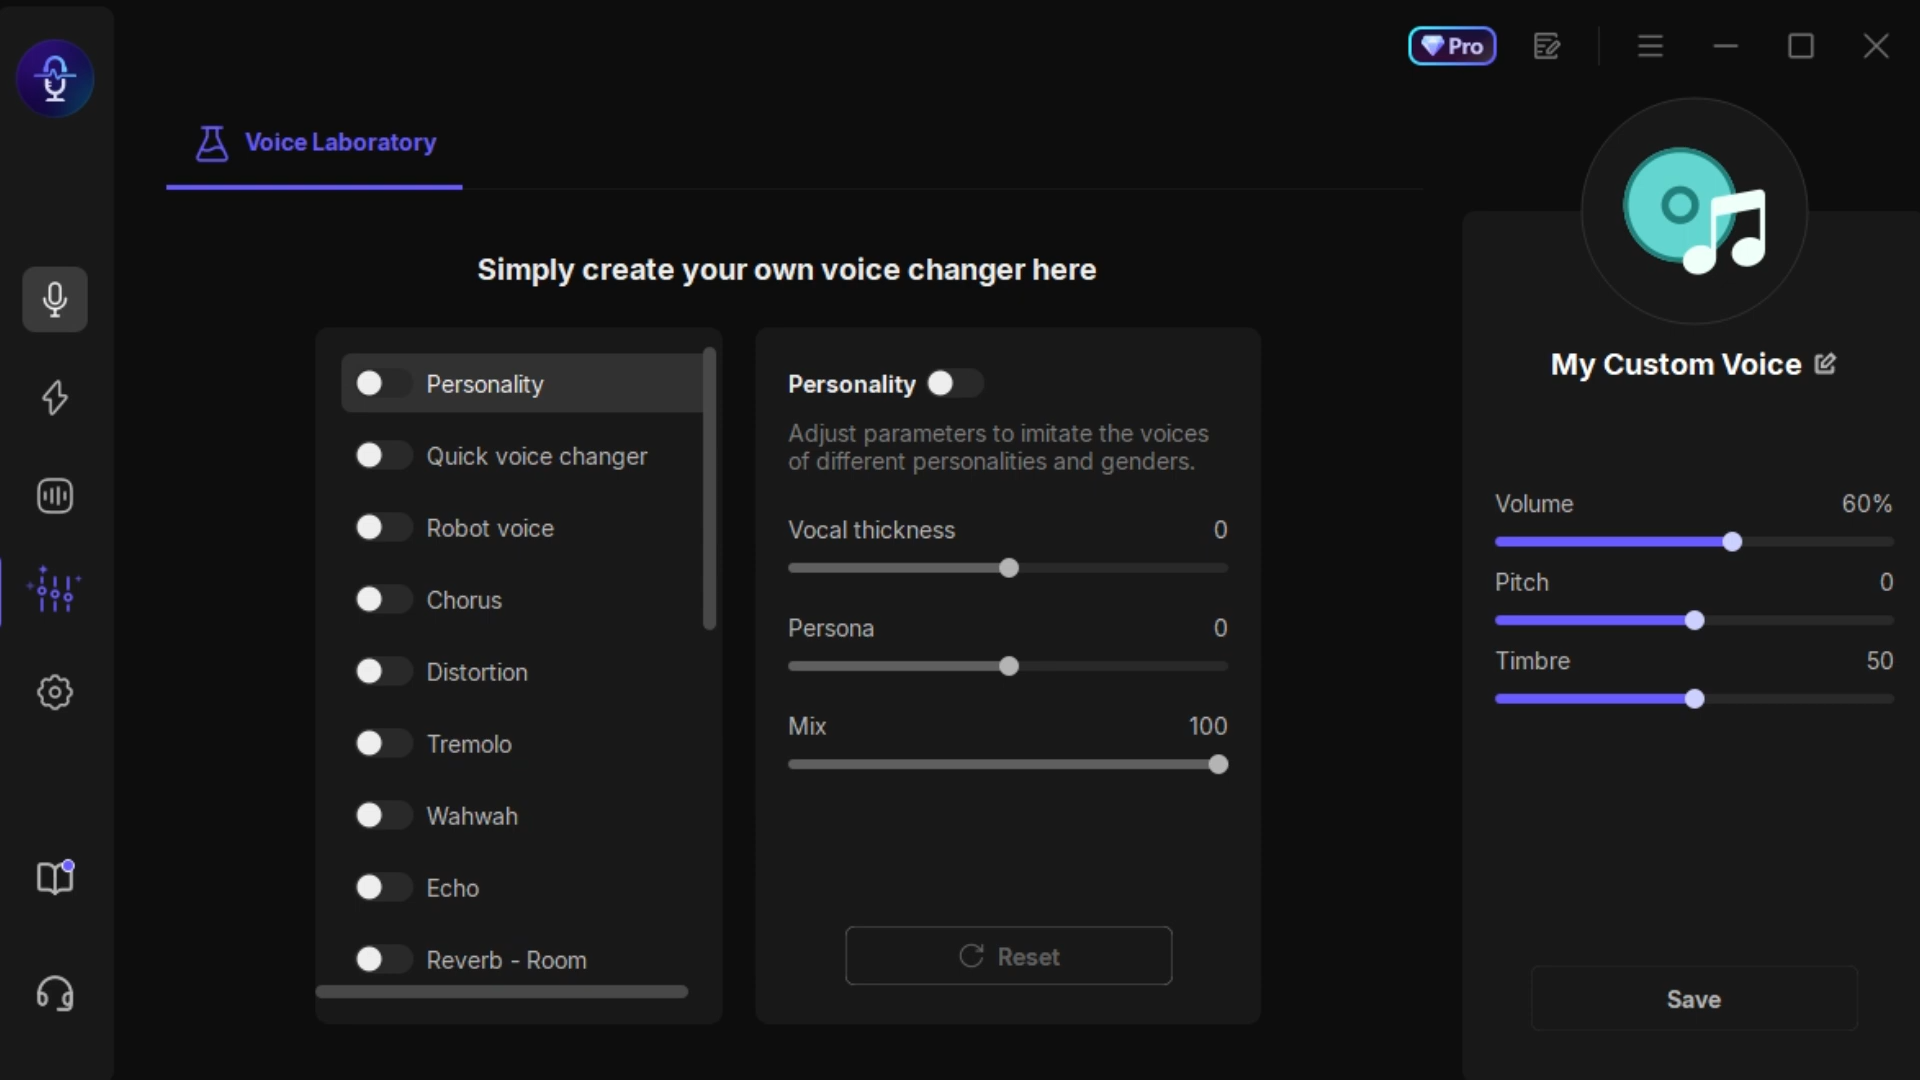 Pro
Voice Laboratory
Simply create your own voice changer here
Personality
Quick voice changer
Robot voice
Chorus
Distortion
Tremolo
Wahwah
Echo
Reverb - Room
Personality
Adjust parameters to imitate the voices
of different personalities and genders.
Vocal thickness 0
Persona 0
Mix 100
Reset
My Custom Voice
Volume 60%
Pitch 0
Timbre 50
Save